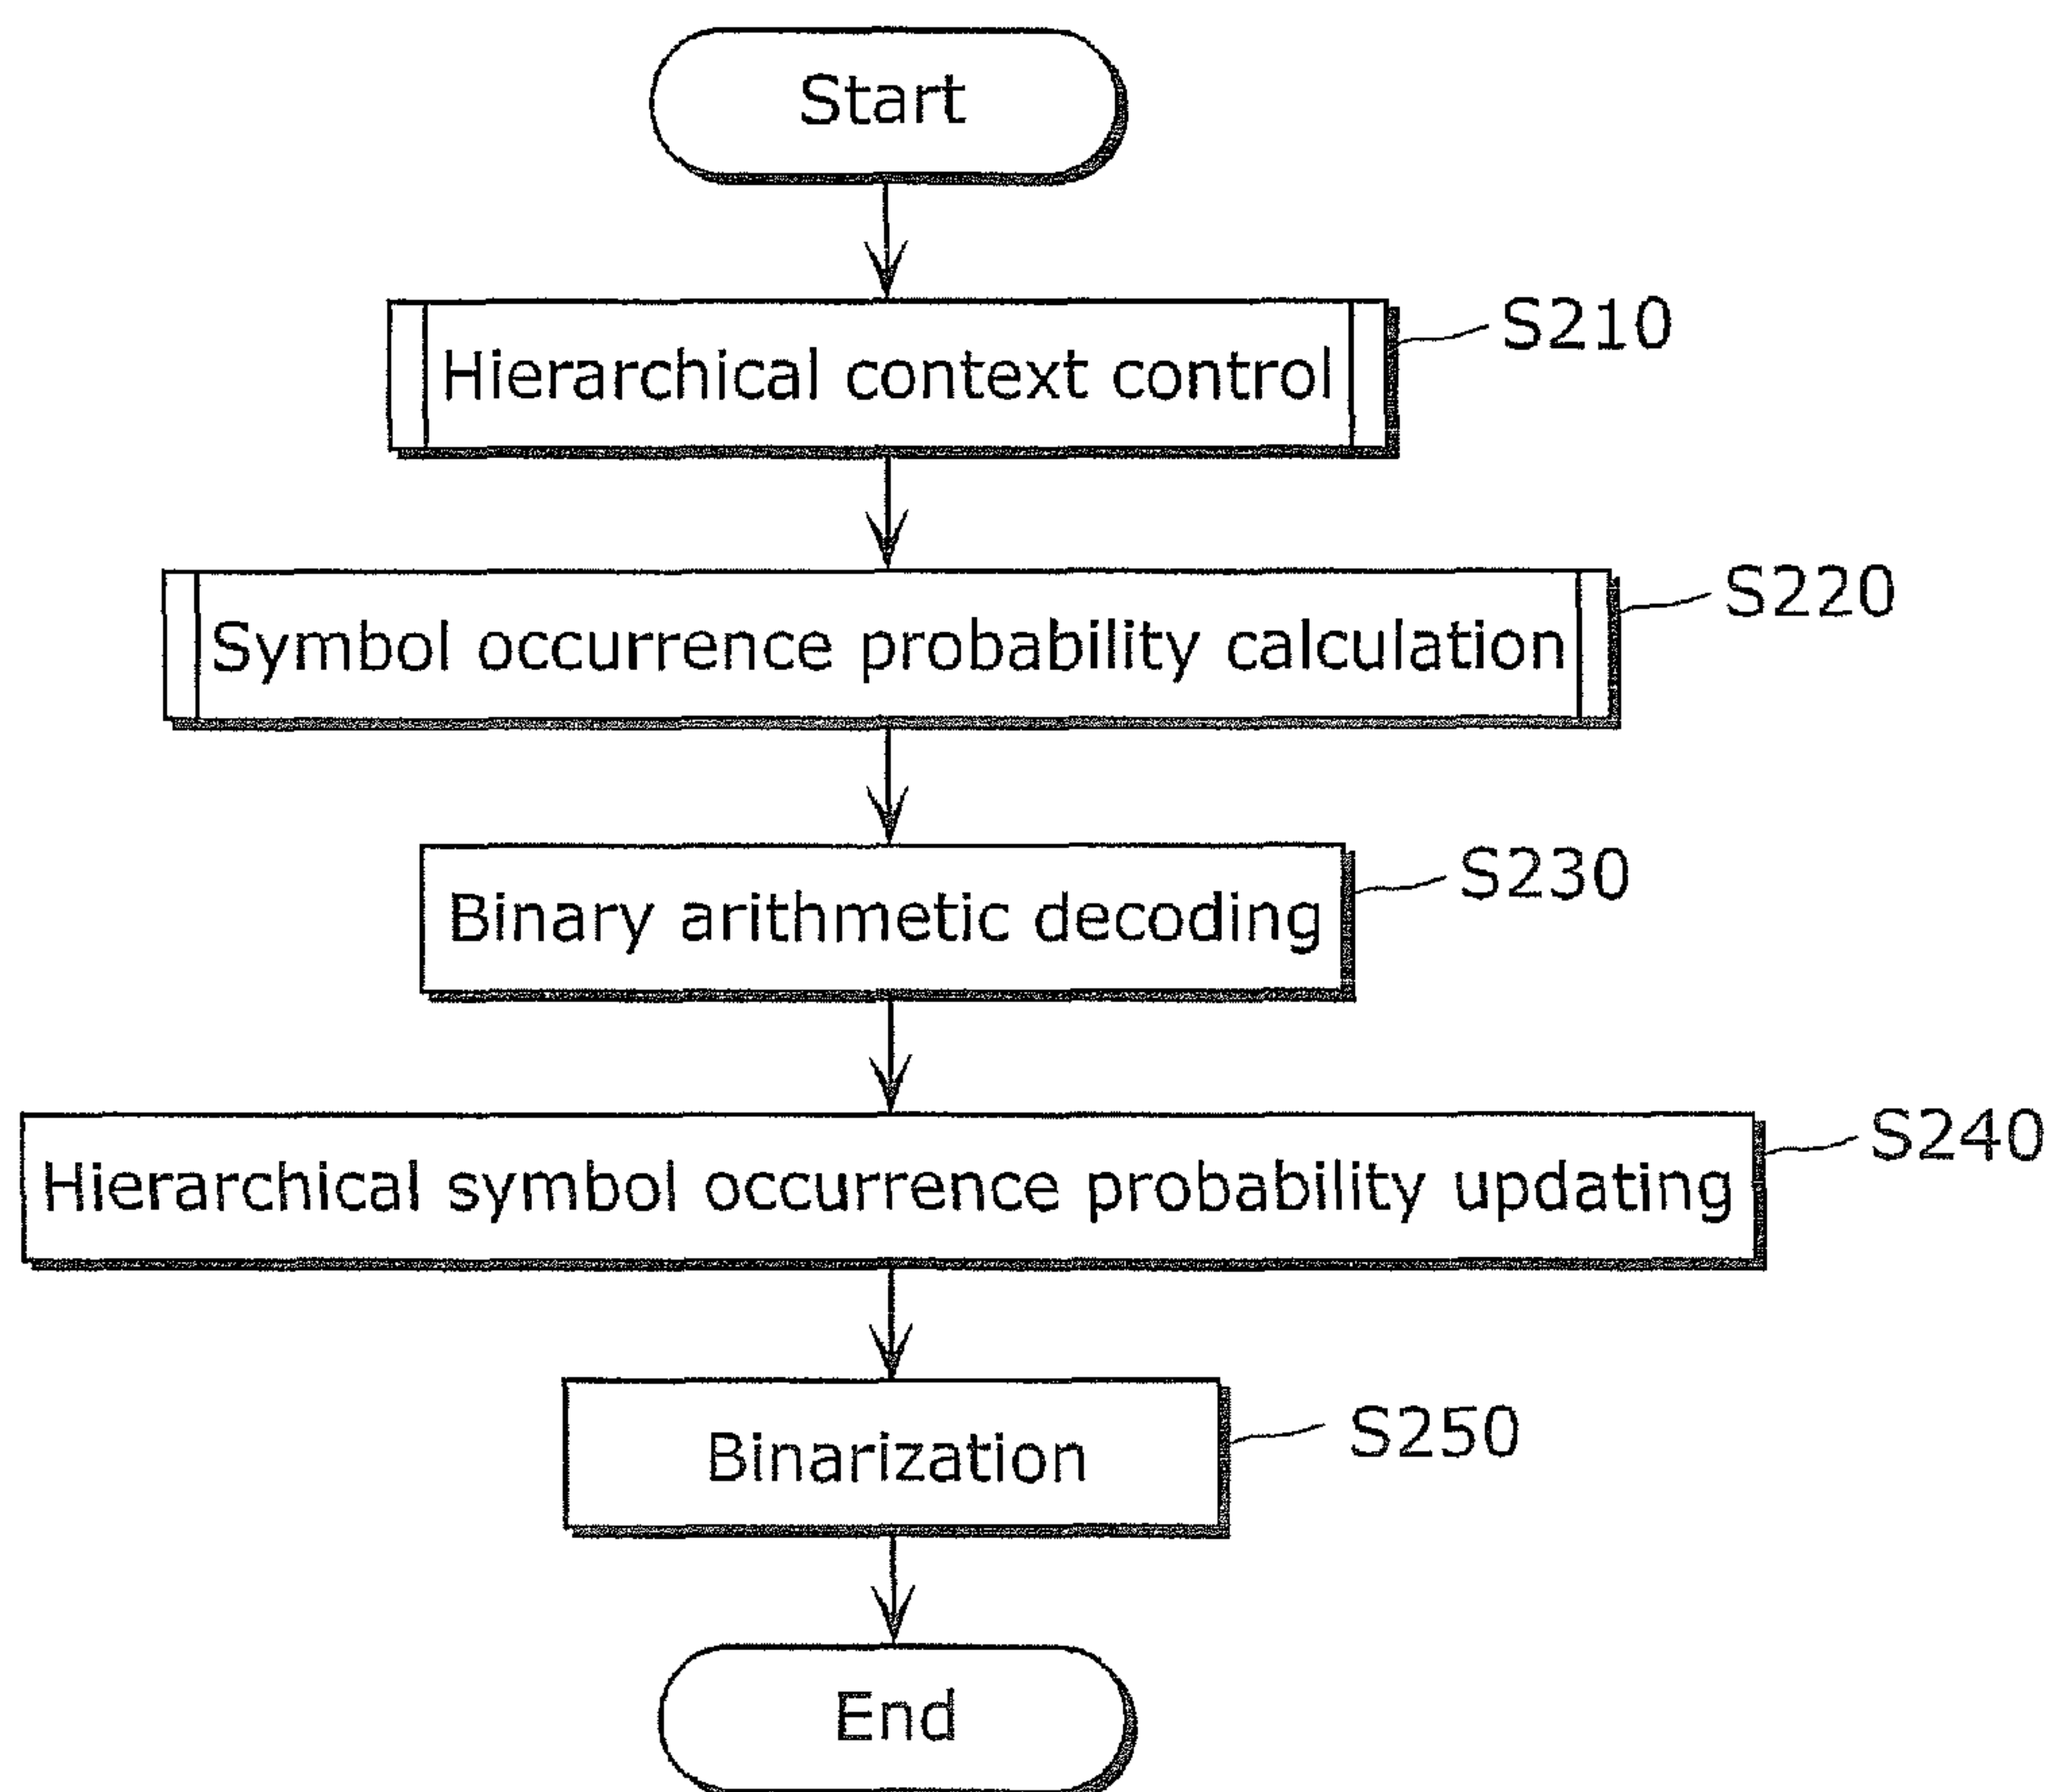 Start
Hierarchical context control
S210
Symbol occurrence probability calculation
S220
Binary arithmetic decoding
S230
Hierarchical symbol occurrence probability updating
S240
Binarization
S250
End